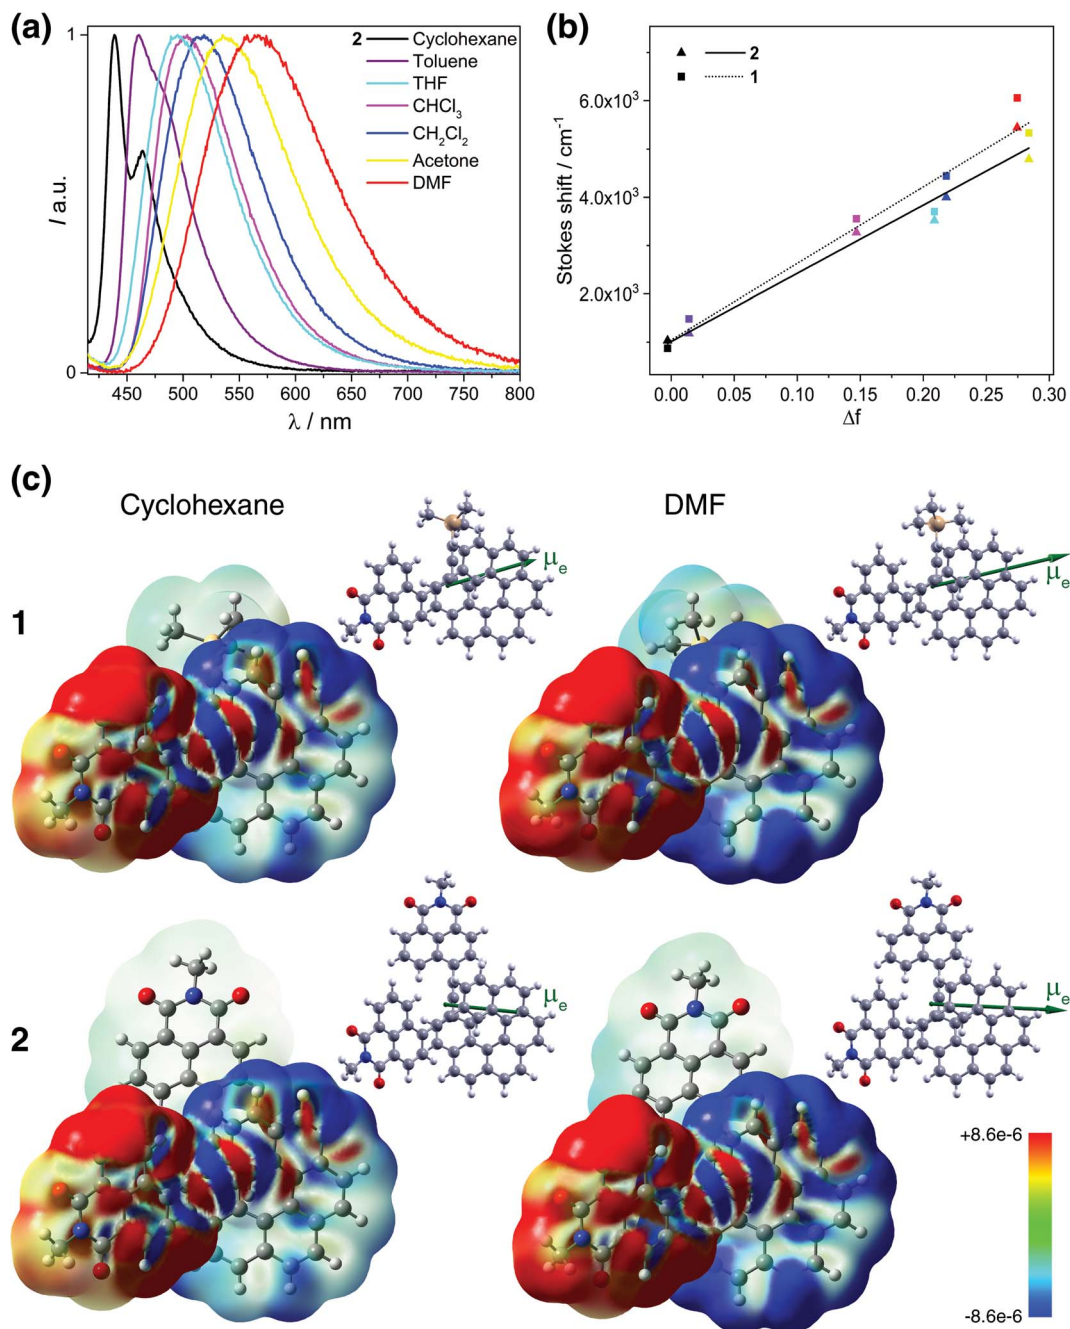 (a)
1
I / a.u.
0
2 Cyclohexane
Toluene
THF
CHCl₃
CH₂Cl₂
Acetone
DMF
450 500 550 600 650 700 750 800
λ / nm
(b)
2
1
Stokes shift / cm⁻¹
6.0x10³
4.0x10³
2.0x10³
0.00 0.05 0.10 0.15 0.20 0.25 0.30
Δf
(c)
Cyclohexane
DMF
μₑ
μₑ
1
μₑ
μₑ
2
+8.6e-6
-8.6e-6